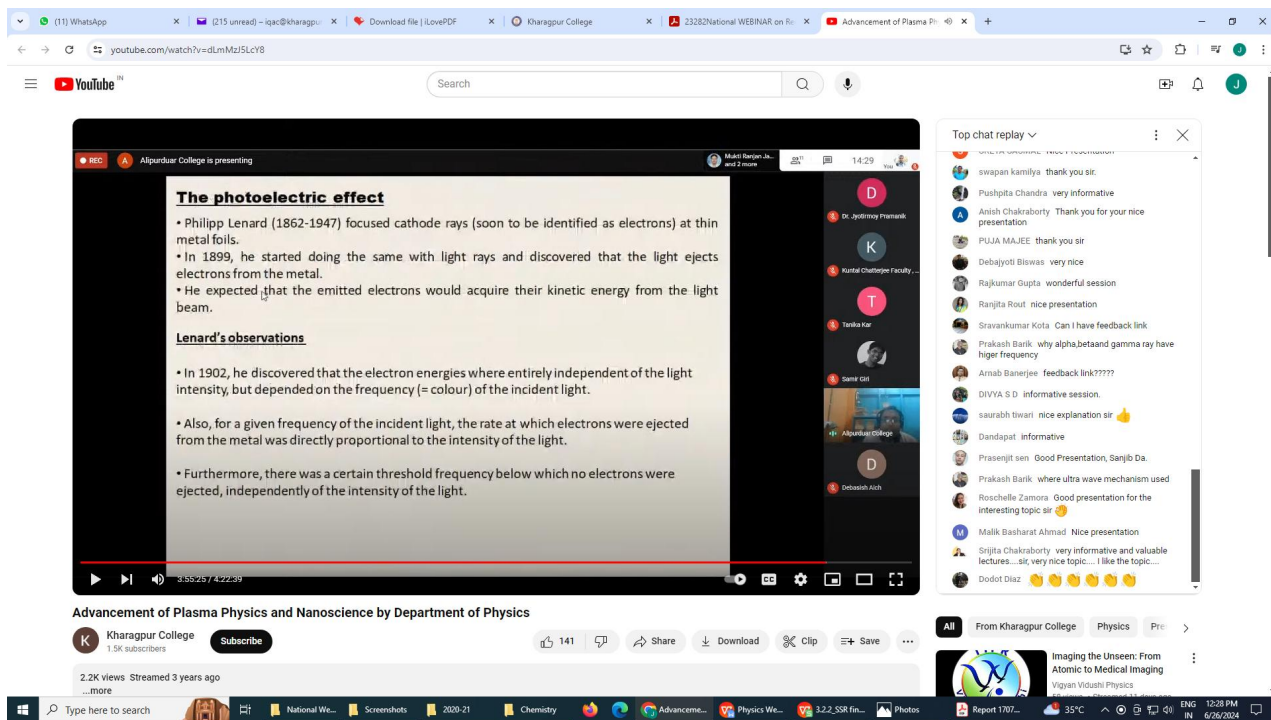 (11) WhatsApp
(215 unread) – iqac@kharagpur
Download file | iLovePDF
Kharagpur College
23282National WEBINAR on Re
Advancement of Plasma Ph
youtube.com/watch?v=dLmMzJ5LcY8
YouTube IN
Search
J
REC
A
Alipurduar College is presenting
Mukti Ranjan Ja...
and 2 more
11
14:29
You
The photoelectric effect
• Philipp Lenard (1862-1947) focused cathode rays (soon to be identified as electrons) at thin
metal foils.
• In 1899, he started doing the same with light rays and discovered that the light ejects
electrons from the metal.
• He expected that the emitted electrons would acquire their kinetic energy from the light
beam.
Lenard's observations
• In 1902, he discovered that the electron energies where entirely independent of the light
intensity, but depended on the frequency (= colour) of the incident light.
• Also, for a given frequency of the incident light, the rate at which electrons were ejected
from the metal was directly proportional to the intensity of the light.
• Furthermore, there was a certain threshold frequency below which no electrons were
ejected, independently of the intensity of the light.
D
Dr. Jyotirmoy Pramanik
K
Kuntal Chatterjee Faculty , ...
T
Tanika Kar
Samir Giri
Alipurduar College
D
Debasish Aich
3:55:25 / 4:22:39
CC
Top chat replay
swapan kamilya thank you sir.
Pushpita Chandra very informative
Anish Chakraborty Thank you for your nice
presentation
PUJA MAJEE thank you sir
Debajyoti Biswas very nice
Rajkumar Gupta wonderful session
Ranjita Rout nice presentation
Sravankumar Kota Can I have feedback link
Prakash Barik why alpha,betaand gamma ray have
higer frequency
Arnab Banerjee feedback link?????
DIVYA S D informative session.
saurabh tiwari nice explanation sir 👍
Dandapat informative
Prasenjit sen Good Presentation, Sanjib Da.
Prakash Barik where ultra wave mechanism used
Roschelle Zamora Good presentation for the
interesting topic sir 👏
Malik Basharat Ahmad Nice presentation
Srijita Chakraborty very informative and valuable
lectures....sir, very nice topic.... I like the topic....
Dodot Diaz 👏👏👏👏👏👏
Advancement of Plasma Physics and Nanoscience by Department of Physics
K
Kharagpur College
1.5K subscribers
Subscribe
141
Share
Download
Clip
Save
2.2K views Streamed 3 years ago
...more
All
From Kharagpur College
Physics
Pre
Imaging the Unseen: From
Atomic to Medical Imaging
Vigyan Vidushi Physics
Type here to search
National We...
Screenshots
2020-21
Chemistry
Advanceme...
Physics We...
3.2.2_SSR fin...
Photos
Report 1707...
35°C
ENG
IN
12:28 PM
6/26/2024